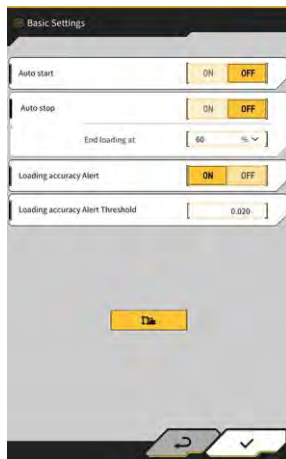 Basic Settings
Auto start ON OFF
Auto stop ON OFF
End loading at 60 %
Loading accuracy Alert ON OFF
Loading accuracy Alert Threshold 0.020